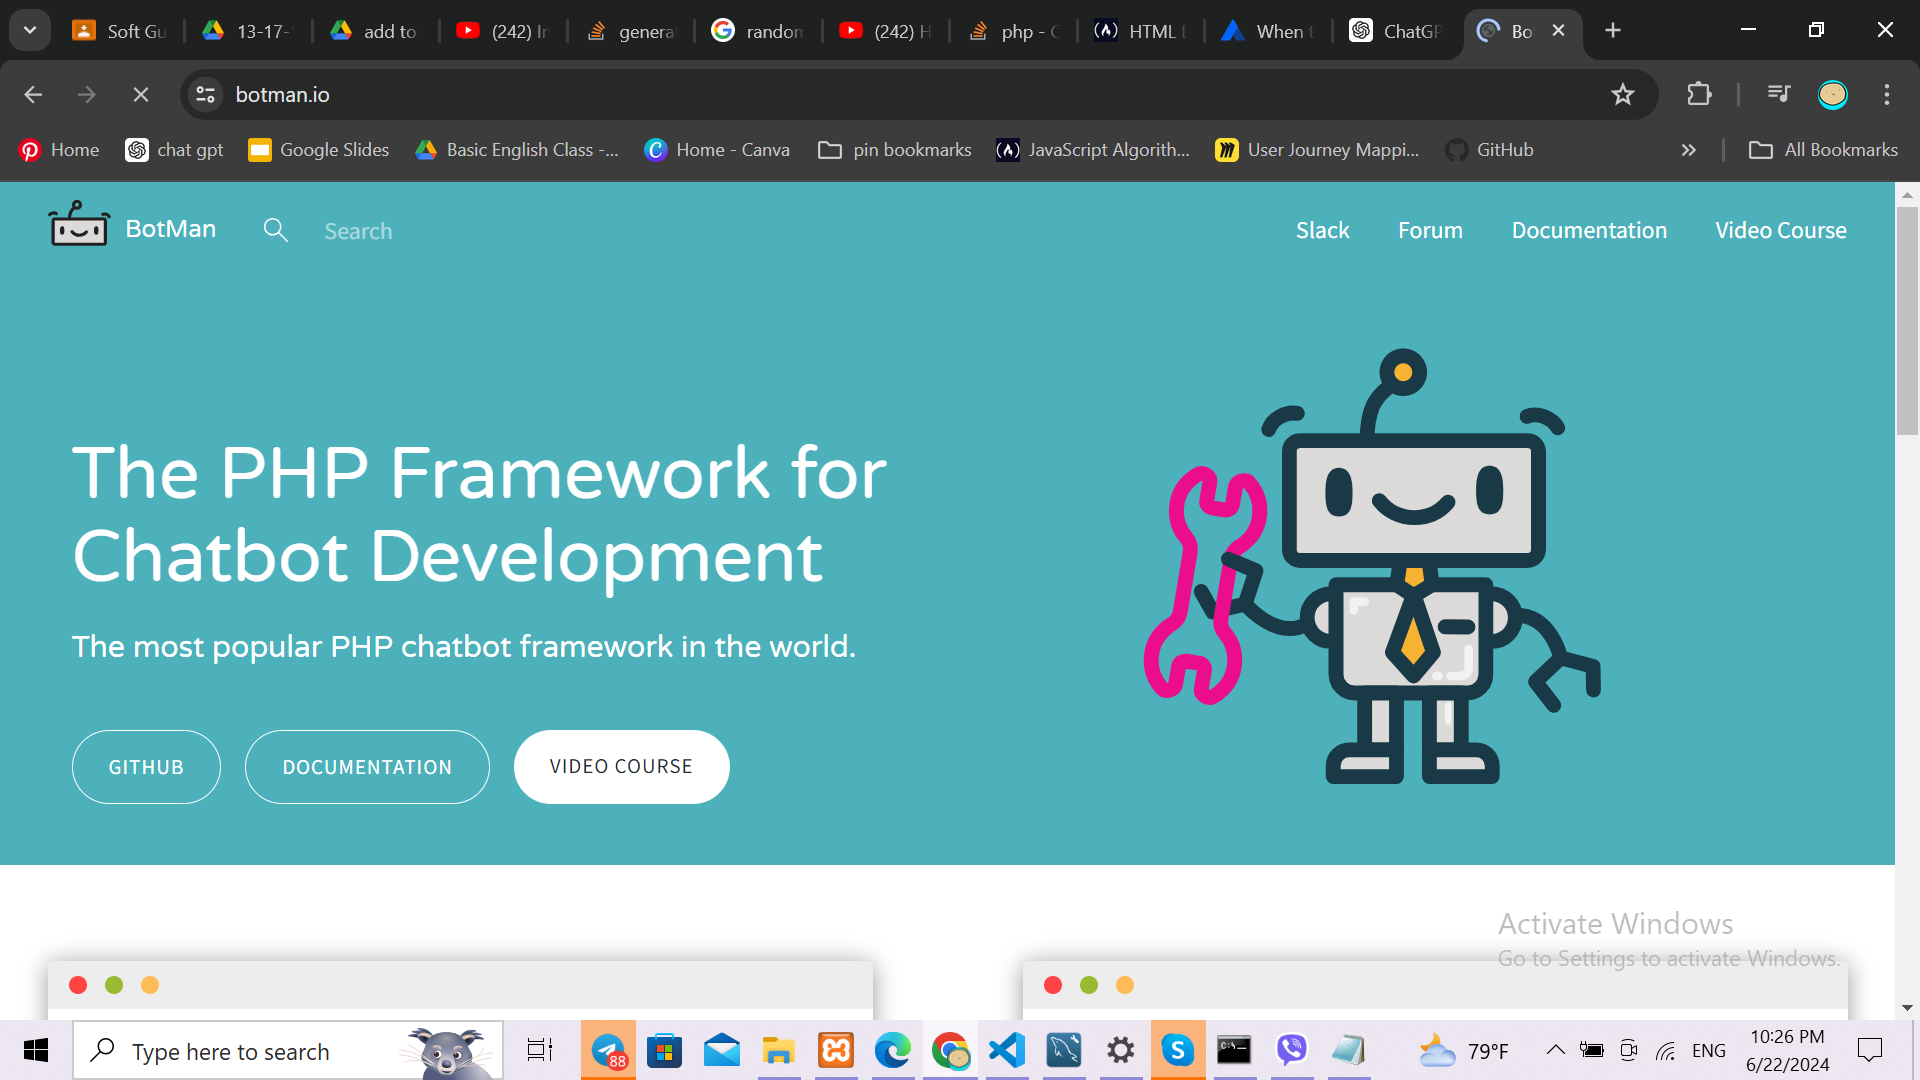 Soft Gu
13-17-
add to
(242) In
genera
random
(242) H
php - C
HTML D
When t
ChatGP
Bo
botman.io
Home
chat gpt
Google Slides
Basic English Class -...
Home - Canva
pin bookmarks
JavaScript Algorith...
User Journey Mappi...
GitHub
All Bookmarks
BotMan
Search
Slack
Forum
Documentation
Video Course
The PHP Framework for
Chatbot Development
The most popular PHP chatbot framework in the world.
GITHUB
DOCUMENTATION
VIDEO COURSE
Activate Windows
Go to Settings to activate Windows.
Type here to search
88
79°F
ENG
10:26 PM
6/22/2024